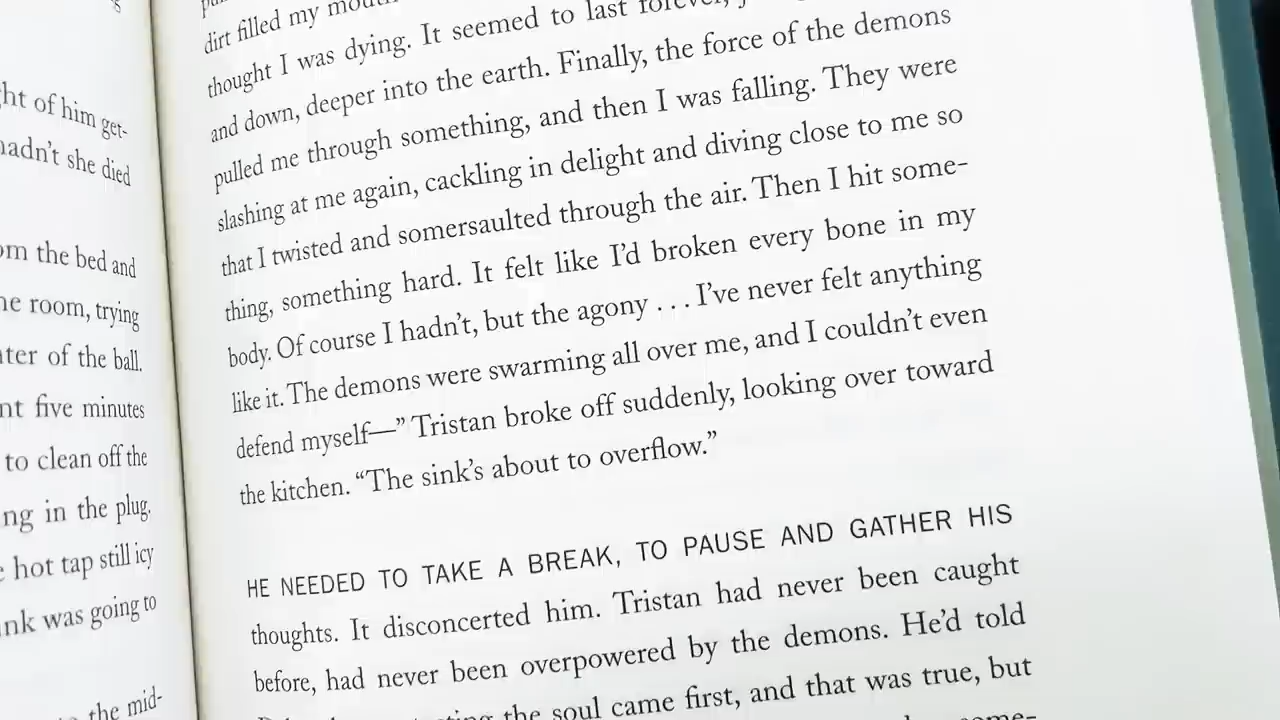 ht of him get-
hadn't she died
om the bed and
he room, trying
ter of the ball.
nt five minutes
to clean off the
ng in the plug.
hot tap still icy
nk was going to
the mid-
dirt filled my
thought I was dying. It seemed to last forever,
and down, deeper into the earth. Finally, the force of the demons
pulled me through something, and then I was falling. They were
slashing at me again, cackling in delight and diving close to me so
that I twisted and somersaulted through the air. Then I hit some-
thing, something hard. It felt like I'd broken every bone in my
body. Of course I hadn't, but the agony . . . I've never felt anything
like it. The demons were swarming all over me, and I couldn't even
defend myself—” Tristan broke off suddenly, looking over toward
the kitchen. “The sink's about to overflow.”
HE NEEDED TO TAKE A BREAK, TO PAUSE AND GATHER HIS
thoughts. It disconcerted him. Tristan had never been caught
before, had never been overpowered by the demons. He'd told
the soul came first, and that was true, but
some-